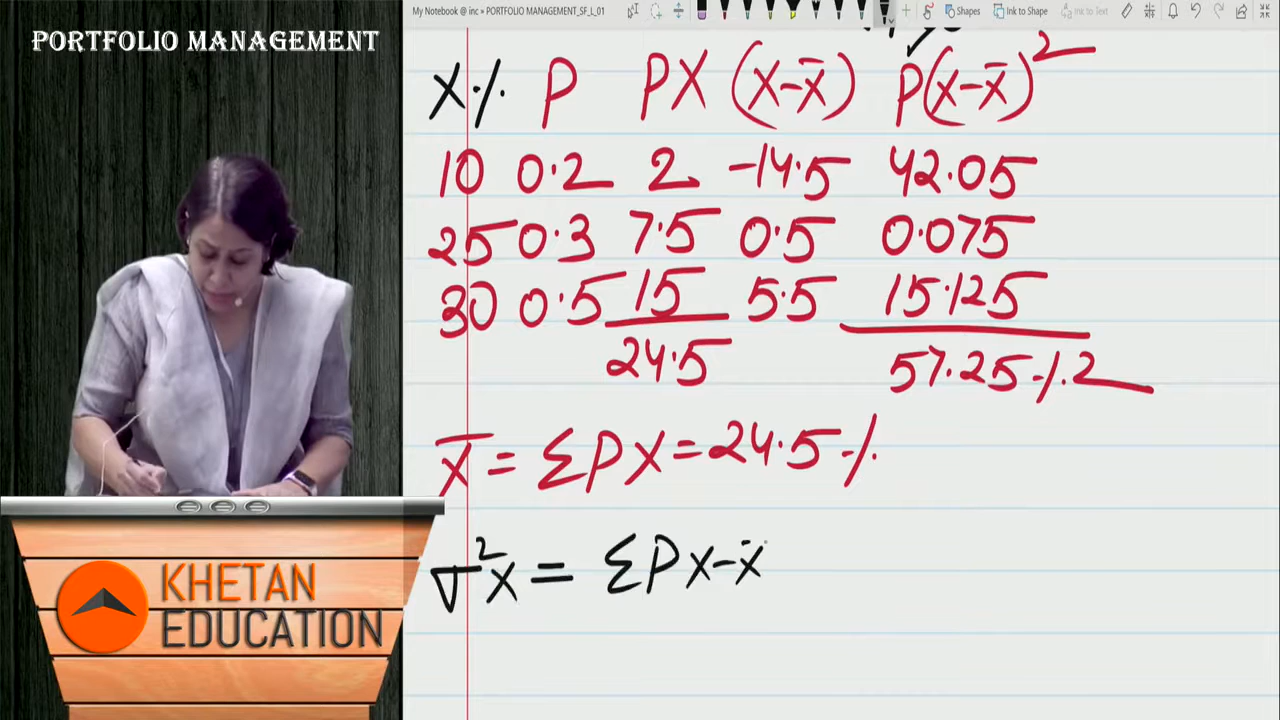 My Notebook @ inc » PORTFOLIO MANAGEMENT_SF_L_01
Shapes
Ink to Shape
Ink to Text
PORTFOLIO MANAGEMENT
X% P PX (X-x̄) P(X-x̄)²
10 0.2 2 -14.5 42.05
25 0.3 7.5 0.5 0.075
30 0.5 15 5.5 15.125
24.5 57.25%2
x̄ = ΣPX = 24.5%
σ²x = ΣPX-x̄
KHETAN
EDUCATION